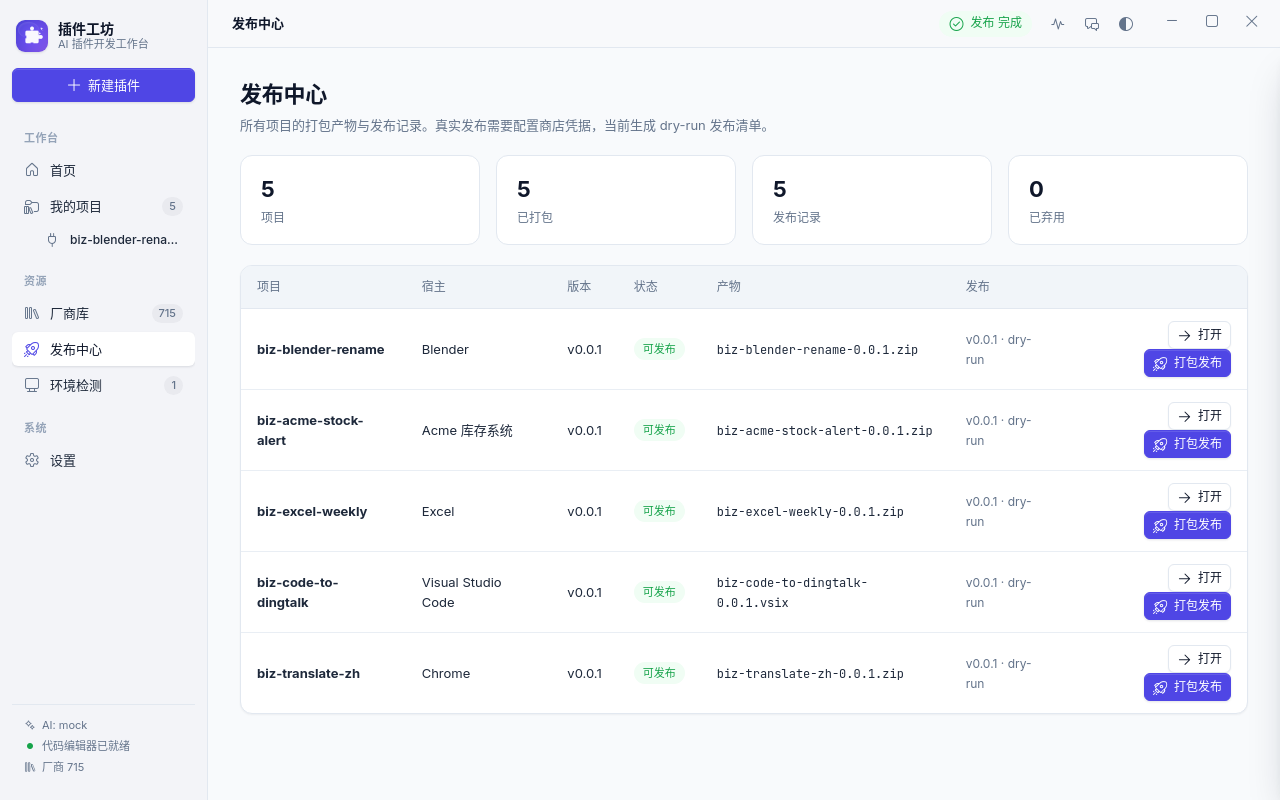 插件工坊
AI 插件开发工作台
新建插件
工作台
首页
我的项目 5
biz-blender-rena...
资源
厂商库 715
发布中心
环境检测 1
系统
设置
AI: mock
代码编辑器已就绪
厂商 715
发布中心
发布 完成
发布中心
所有项目的打包产物与发布记录。真实发布需要配置商店凭据，当前生成 dry-run 发布清单。
5
项目
5
已打包
5
发布记录
0
已弃用
项目 宿主 版本 状态 产物 发布
biz-blender-rename Blender v0.0.1 可发布 biz-blender-rename-0.0.1.zip v0.0.1 · dry-
run
打开
打包发布
biz-acme-stock-
alert
Acme 库存系统 v0.0.1 可发布 biz-acme-stock-alert-0.0.1.zip v0.0.1 · dry-
run
打开
打包发布
biz-excel-weekly Excel v0.0.1 可发布 biz-excel-weekly-0.0.1.zip v0.0.1 · dry-
run
打开
打包发布
biz-code-to-
dingtalk
Visual Studio
Code
v0.0.1 可发布 biz-code-to-dingtalk-
0.0.1.vsix
v0.0.1 · dry-
run
打开
打包发布
biz-translate-zh Chrome v0.0.1 可发布 biz-translate-zh-0.0.1.zip v0.0.1 · dry-
run
打开
打包发布